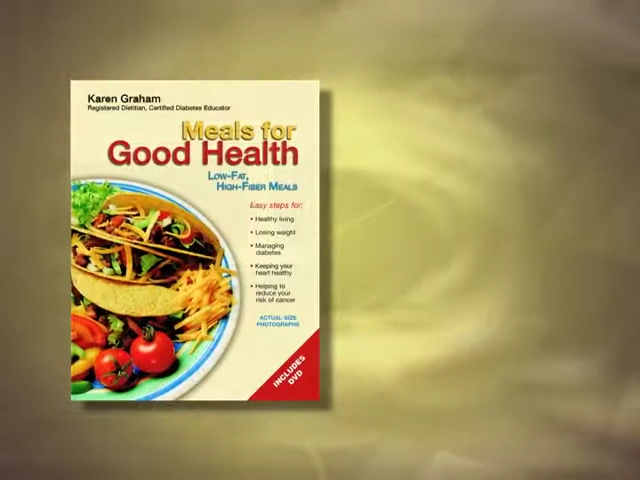 Karen Graham
Registered Dietitian, Certified Diabetes Educator
Meals for
Good Health
Low-Fat,
High-Fiber Meals
Easy steps for:
• Healthy living
• Losing weight
• Managing
diabetes
• Keeping your
heart healthy
• Helping to
reduce your
risk of cancer
ACTUAL-SIZE
PHOTOGRAPHS
INCLUDES
DVD